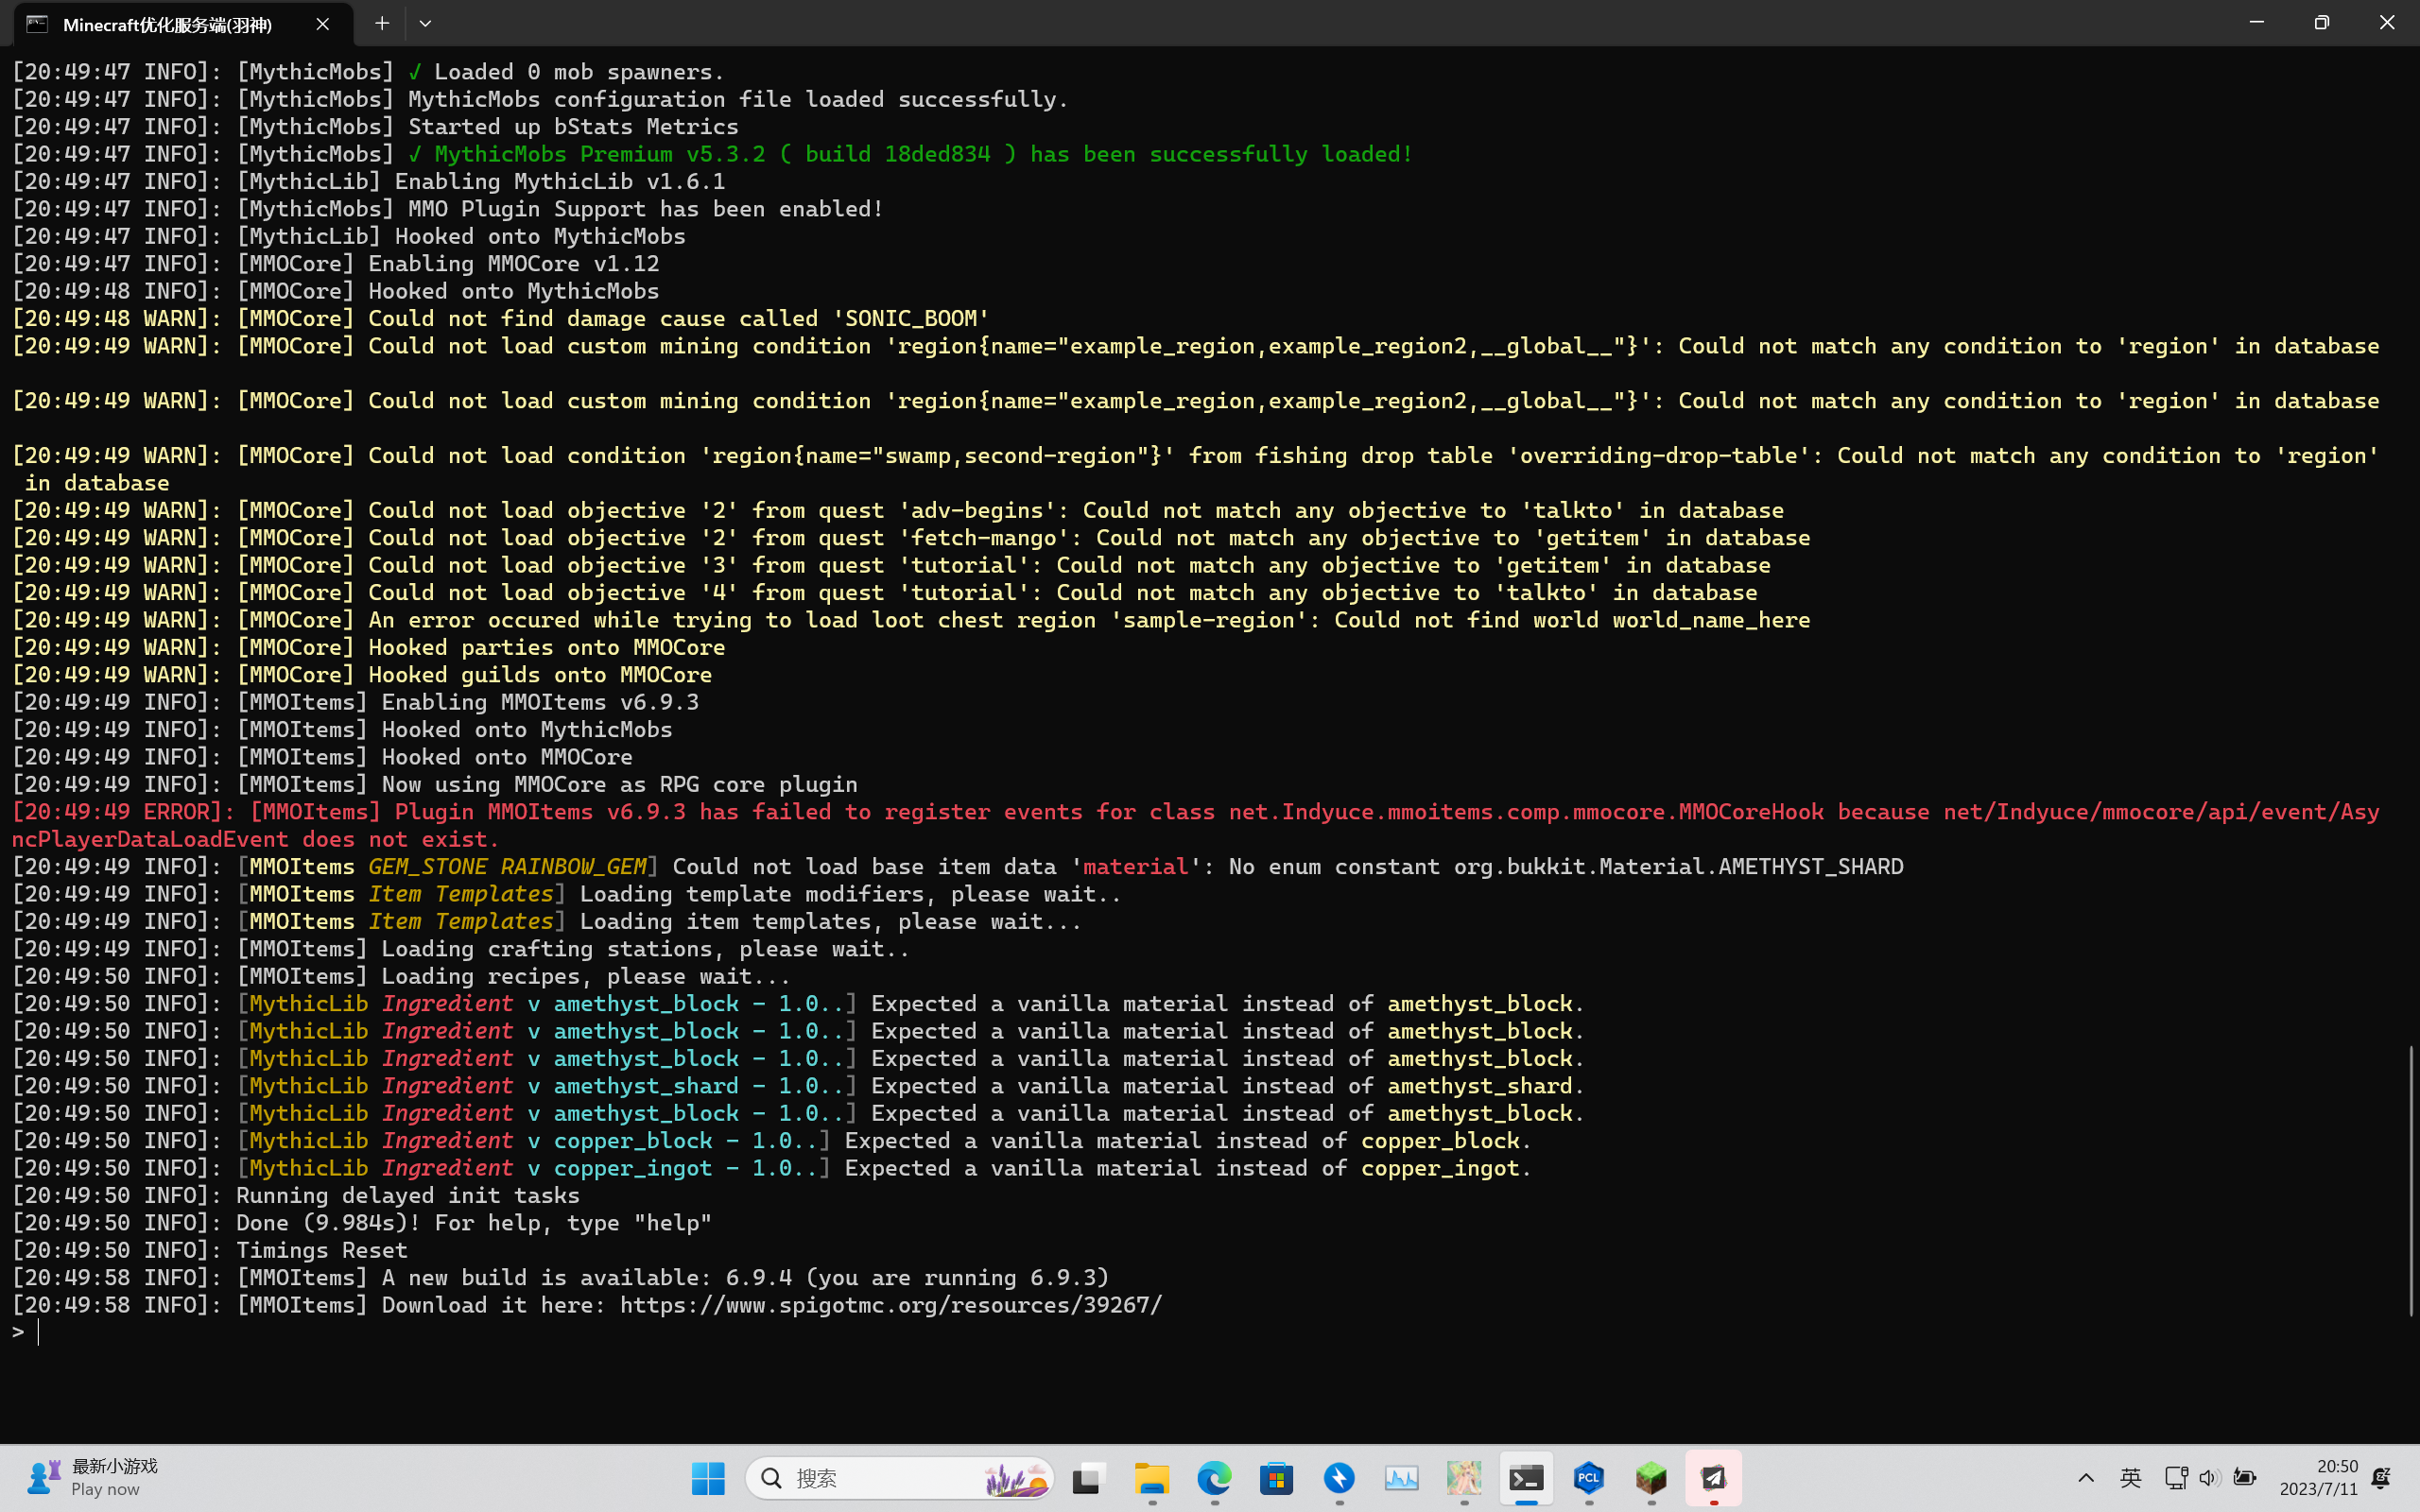 Minecraft优化服务端(羽神)
[20:49:47 INFO]: [MythicMobs] ✓ Loaded 0 mob spawners.
[20:49:47 INFO]: [MythicMobs] MythicMobs configuration file loaded successfully.
[20:49:47 INFO]: [MythicMobs] Started up bStats Metrics
[20:49:47 INFO]: [MythicMobs] ✓ MythicMobs Premium v5.3.2 ( build 18ded834 ) has been successfully loaded!
[20:49:47 INFO]: [MythicLib] Enabling MythicLib v1.6.1
[20:49:47 INFO]: [MythicMobs] MMO Plugin Support has been enabled!
[20:49:47 INFO]: [MythicLib] Hooked onto MythicMobs
[20:49:47 INFO]: [MMOCore] Enabling MMOCore v1.12
[20:49:48 INFO]: [MMOCore] Hooked onto MythicMobs
[20:49:48 WARN]: [MMOCore] Could not find damage cause called 'SONIC_BOOM'
[20:49:49 WARN]: [MMOCore] Could not load custom mining condition 'region{name="example_region,example_region2,__global__"}': Could not match any condition to 'region' in database
[20:49:49 WARN]: [MMOCore] Could not load custom mining condition 'region{name="example_region,example_region2,__global__"}': Could not match any condition to 'region' in database
[20:49:49 WARN]: [MMOCore] Could not load condition 'region{name="swamp,second-region"}' from fishing drop table 'overriding-drop-table': Could not match any condition to 'region'
in database
[20:49:49 WARN]: [MMOCore] Could not load objective '2' from quest 'adv-begins': Could not match any objective to 'talkto' in database
[20:49:49 WARN]: [MMOCore] Could not load objective '2' from quest 'fetch-mango': Could not match any objective to 'getitem' in database
[20:49:49 WARN]: [MMOCore] Could not load objective '3' from quest 'tutorial': Could not match any objective to 'getitem' in database
[20:49:49 WARN]: [MMOCore] Could not load objective '4' from quest 'tutorial': Could not match any objective to 'talkto' in database
[20:49:49 WARN]: [MMOCore] An error occured while trying to load loot chest region 'sample-region': Could not find world world_name_here
[20:49:49 WARN]: [MMOCore] Hooked parties onto MMOCore
[20:49:49 WARN]: [MMOCore] Hooked guilds onto MMOCore
[20:49:49 INFO]: [MMOItems] Enabling MMOItems v6.9.3
[20:49:49 INFO]: [MMOItems] Hooked onto MythicMobs
[20:49:49 INFO]: [MMOItems] Hooked onto MMOCore
[20:49:49 INFO]: [MMOItems] Now using MMOCore as RPG core plugin
[20:49:49 ERROR]: [MMOItems] Plugin MMOItems v6.9.3 has failed to register events for class net.Indyuce.mmoitems.comp.mmocore.MMOCoreHook because net/Indyuce/mmocore/api/event/Asy
ncPlayerDataLoadEvent does not exist.
[20:49:49 INFO]: [MMOItems GEM_STONE RAINBOW_GEM] Could not load base item data 'material': No enum constant org.bukkit.Material.AMETHYST_SHARD
[20:49:49 INFO]: [MMOItems Item Templates] Loading template modifiers, please wait..
[20:49:49 INFO]: [MMOItems Item Templates] Loading item templates, please wait...
[20:49:49 INFO]: [MMOItems] Loading crafting stations, please wait..
[20:49:50 INFO]: [MMOItems] Loading recipes, please wait...
[20:49:50 INFO]: [MythicLib Ingredient v amethyst_block - 1.0..] Expected a vanilla material instead of amethyst_block.
[20:49:50 INFO]: [MythicLib Ingredient v amethyst_block - 1.0..] Expected a vanilla material instead of amethyst_block.
[20:49:50 INFO]: [MythicLib Ingredient v amethyst_block - 1.0..] Expected a vanilla material instead of amethyst_block.
[20:49:50 INFO]: [MythicLib Ingredient v amethyst_shard - 1.0..] Expected a vanilla material instead of amethyst_shard.
[20:49:50 INFO]: [MythicLib Ingredient v amethyst_block - 1.0..] Expected a vanilla material instead of amethyst_block.
[20:49:50 INFO]: [MythicLib Ingredient v copper_block - 1.0..] Expected a vanilla material instead of copper_block.
[20:49:50 INFO]: [MythicLib Ingredient v copper_ingot - 1.0..] Expected a vanilla material instead of copper_ingot.
[20:49:50 INFO]: Running delayed init tasks
[20:49:50 INFO]: Done (9.984s)! For help, type "help"
[20:49:50 INFO]: Timings Reset
[20:49:58 INFO]: [MMOItems] A new build is available: 6.9.4 (you are running 6.9.3)
[20:49:58 INFO]: [MMOItems] Download it here: https://www.spigotmc.org/resources/39267/
>
最新小游戏
Play now
搜索
PCL
英
20:50
2023/7/11